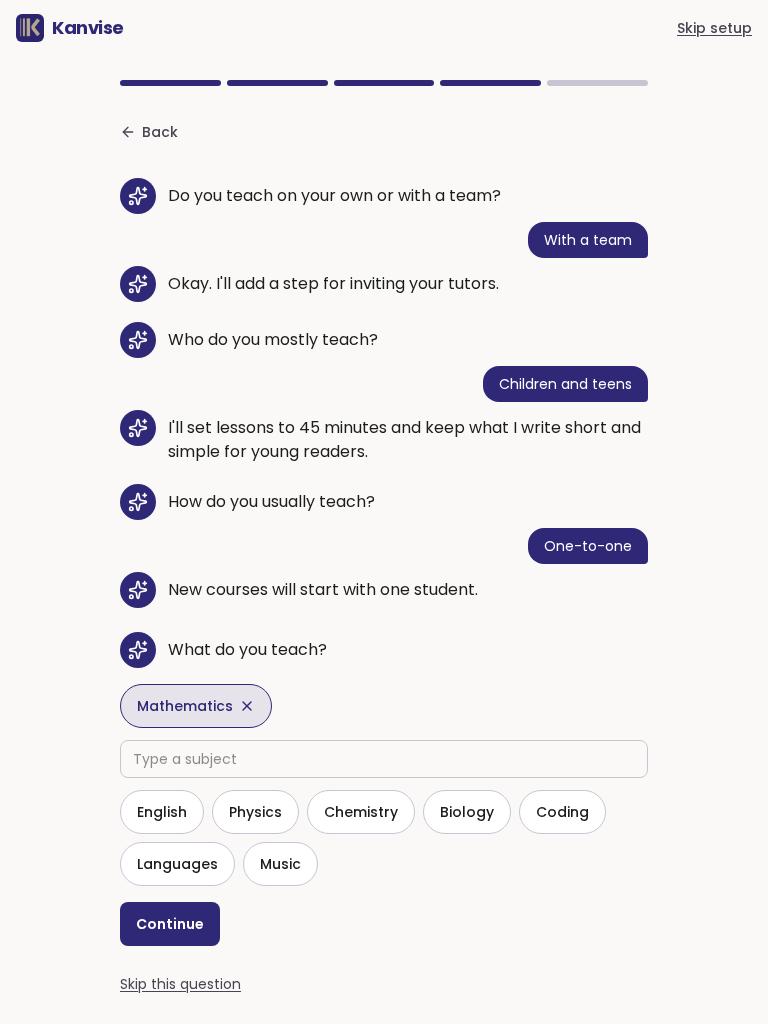 Kanvise
Skip setup
Back
Do you teach on your own or with a team?
With a team
Okay. I'll add a step for inviting your tutors.
Who do you mostly teach?
Children and teens
I'll set lessons to 45 minutes and keep what I write short and
simple for young readers.
How do you usually teach?
One-to-one
New courses will start with one student.
What do you teach?
Mathematics
Type a subject
English
Physics
Chemistry
Biology
Coding
Languages
Music
Continue
Skip this question